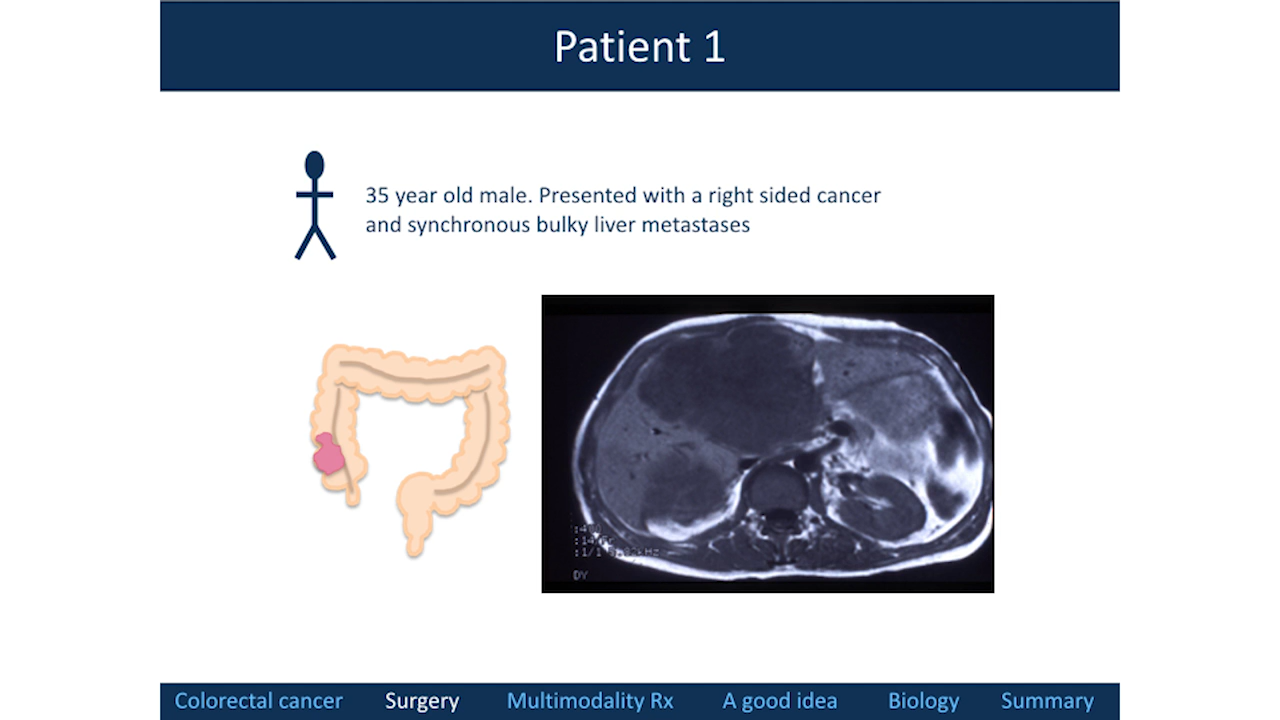 Patient 1
35 year old male. Presented with a right sided cancer
and synchronous bulky liver metastases
DY
Colorectal cancer Surgery Multimodality Rx A good idea Biology Summary